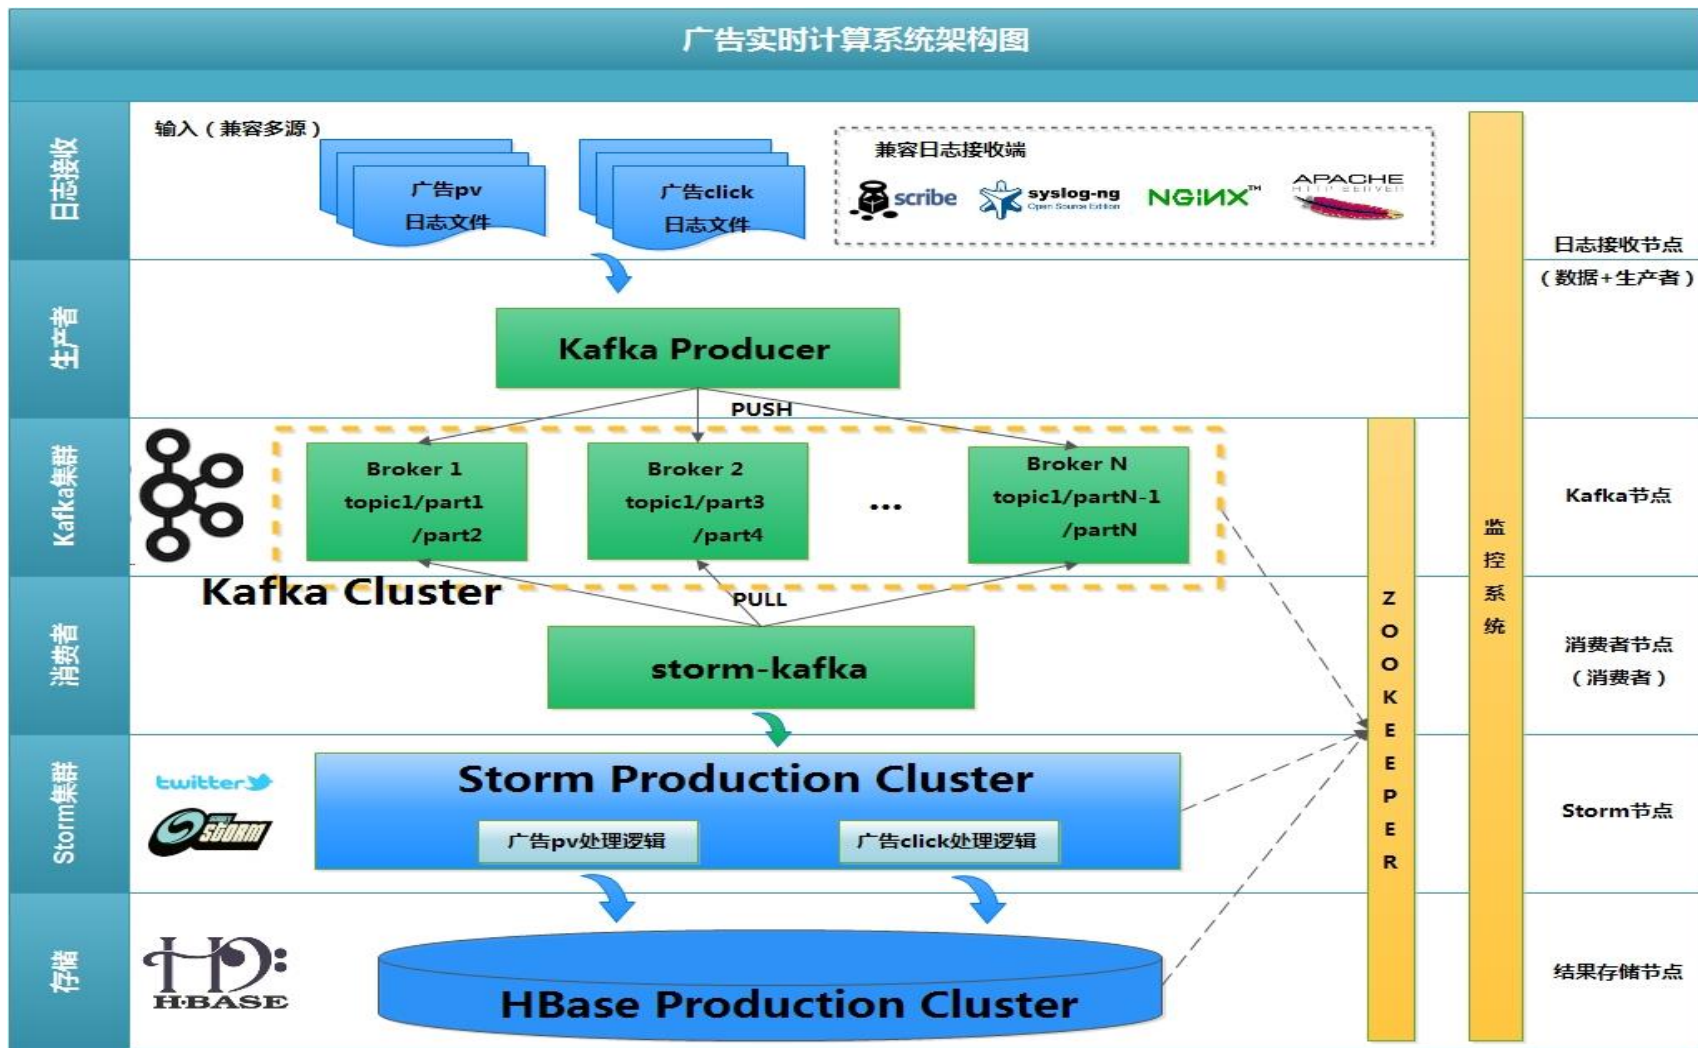 广告实时计算系统架构图
日志接收
输入（兼容多源）
广告pv
日志文件
广告click
日志文件
兼容日志接收端
scribe
syslog-ng
Open Source Edition
NGINX™
APACHE
HTTP SERVER
日志接收节点
（数据+生产者）
生产者
Kafka Producer
PUSH
Kafka集群
Broker 1
topic1/part1
/part2
Broker 2
topic1/part3
/part4
...
Broker N
topic1/partN-1
/partN
Kafka Cluster
Kafka节点
PULL
消费者
storm-kafka
消费者节点
（消费者）
Storm集群
twitter
STORM
Storm Production Cluster
广告pv处理逻辑
广告click处理逻辑
Storm节点
存储
H·BASE
HBase Production Cluster
结果存储节点
ZOOKEEPER
监控系统